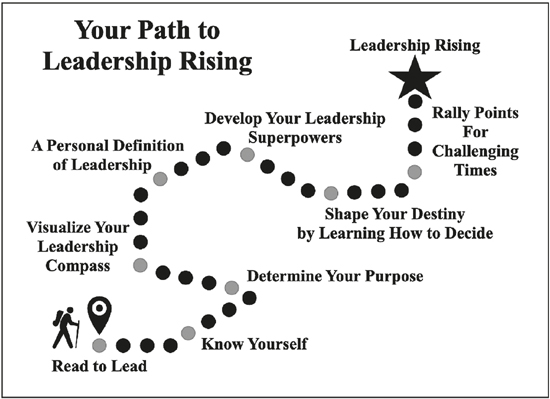 Your Path to
Leadership Rising
Leadership Rising
Rally Points
For
Challenging
Times
Develop Your Leadership
Superpowers
A Personal Definition
of Leadership
Shape Your Destiny
by Learning How to Decide
Visualize Your
Leadership
Compass
Determine Your Purpose
Know Yourself
Read to Lead